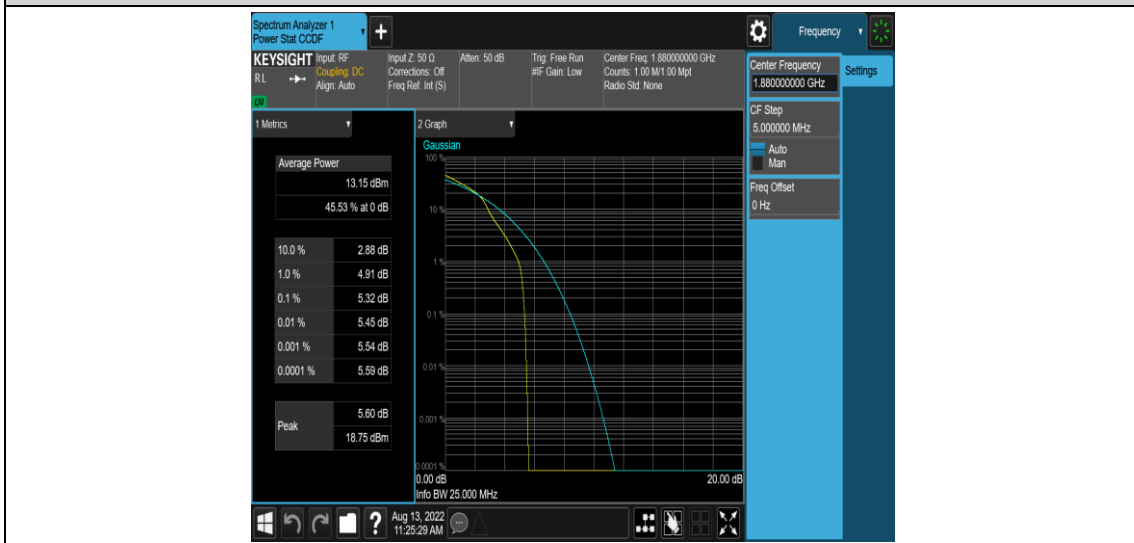 Spectrum Analyzer 1
Power Stat CCDF
Frequency
KEYSIGHT
RL
Input: RF
Coupling: DC
Align: Auto
Input Z: 50 Ω
Corrections: Off
Freq Ref: Int (S)
Atten: 50 dB
Trig: Free Run
#IF Gain: Low
Center Freq: 1.880000000 GHz
Counts: 1.00 M/1.00 Mpt
Radio Std: None
Center Frequency
1.880000000 GHz
Settings
CF Step
5.000000 MHz
Auto
Man
Freq Offset
0 Hz
1 Metrics
Average Power
13.15 dBm
45.53 % at 0 dB
10.0 % 2.88 dB
1.0 % 4.91 dB
0.1 % 5.32 dB
0.01 % 5.45 dB
0.001 % 5.54 dB
0.0001 % 5.59 dB
Peak
5.60 dB
18.75 dBm
2 Graph
Gaussian
100 %
10 %
1 %
0.1 %
0.01 %
0.001 %
0.0001 %
0.00 dB 20.00 dB
Info BW 25.000 MHz
?
Aug 13, 2022
11:25:29 AM